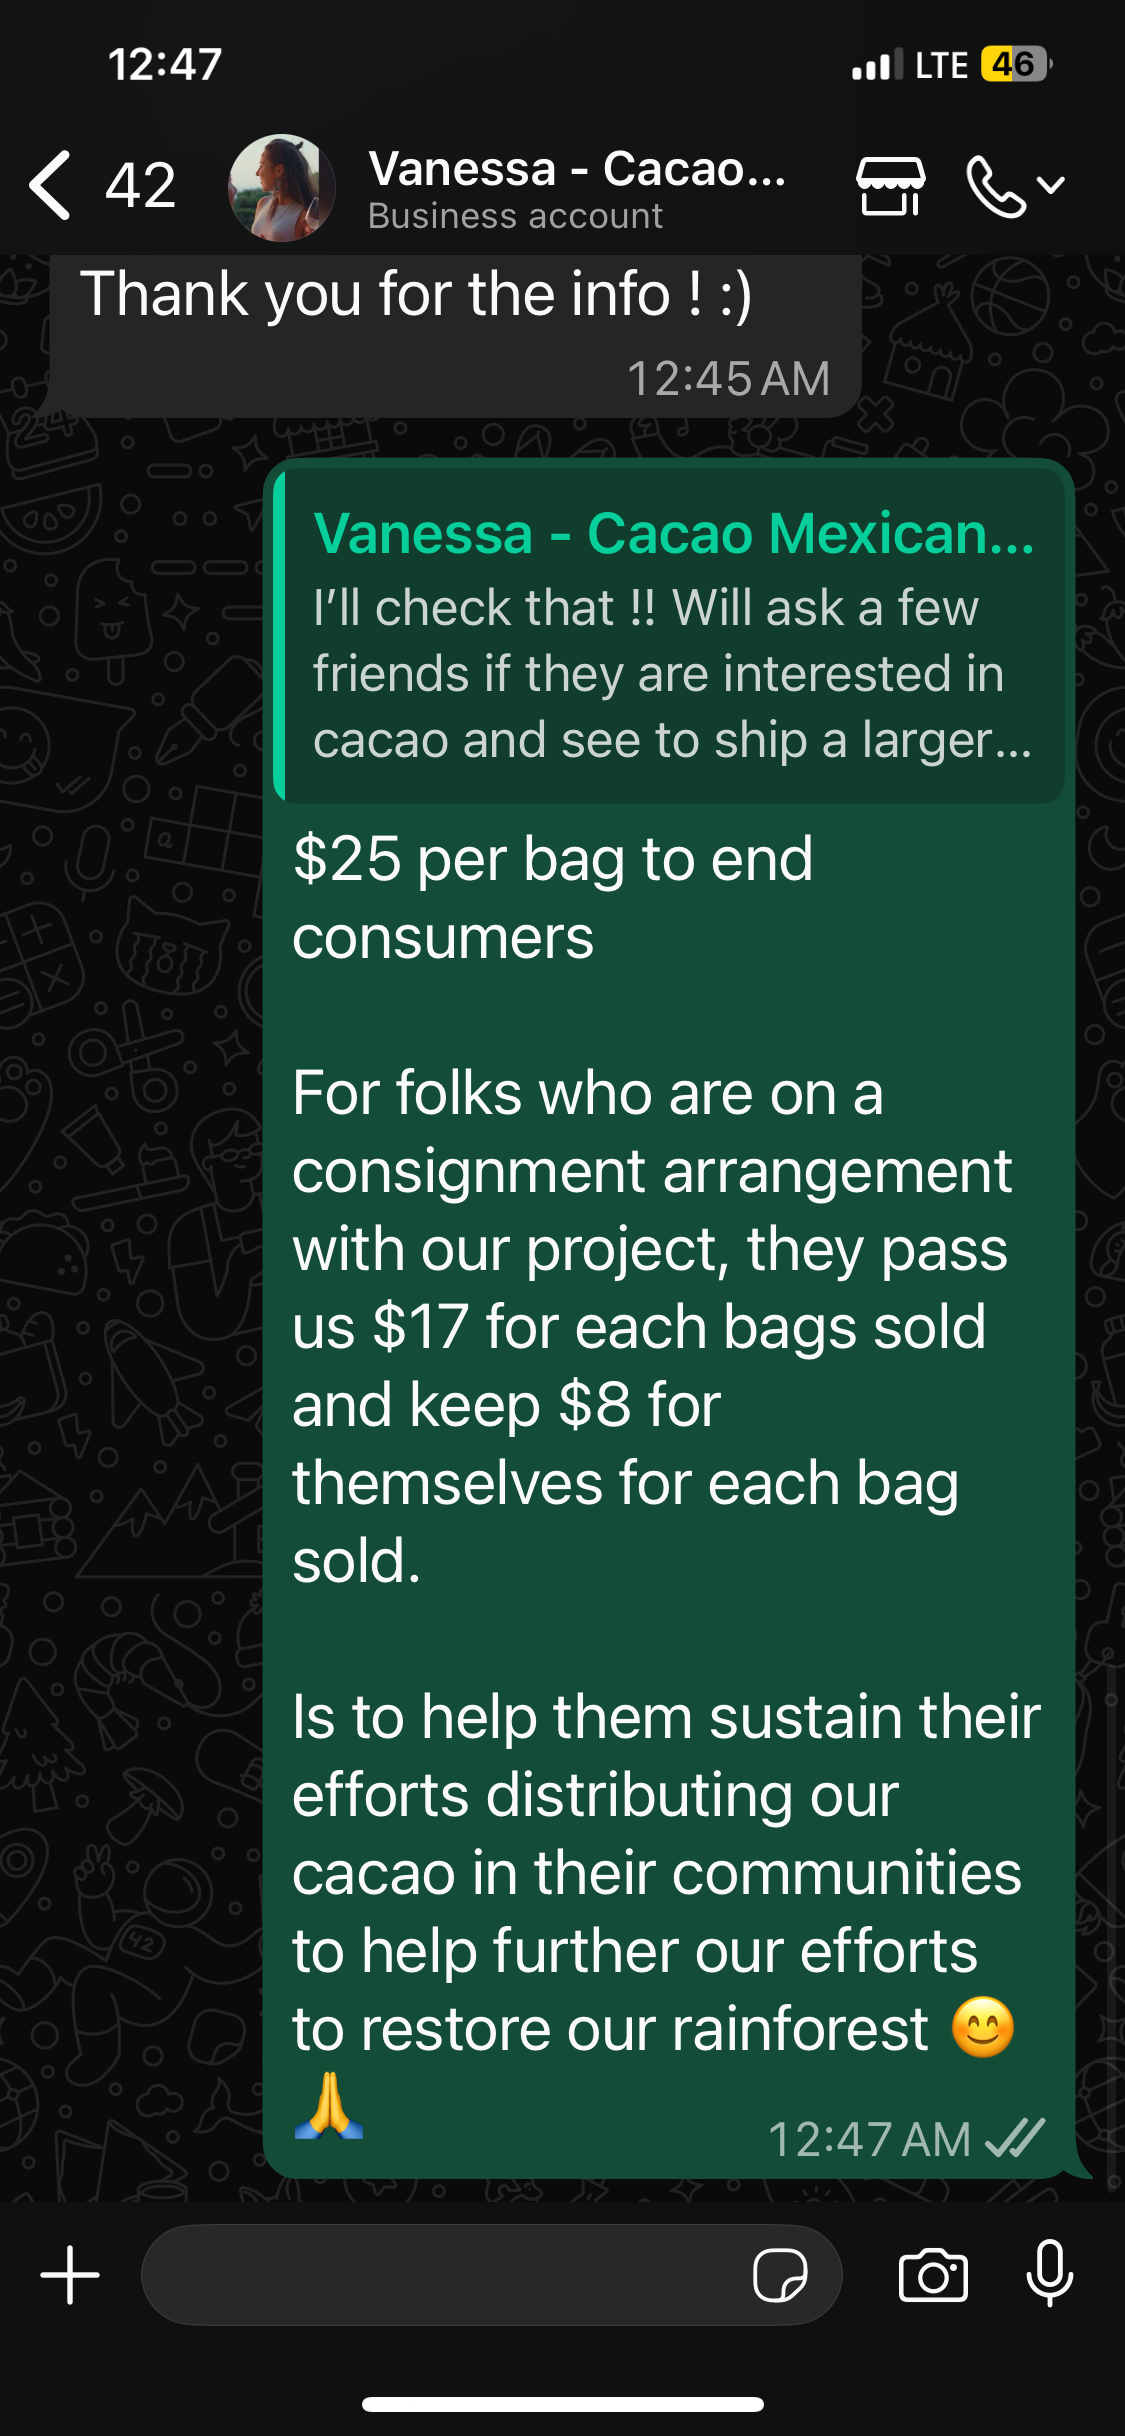 12:47
LTE 46
42
Vanessa - Cacao...
Business account
Thank you for the info ! :)
12:45 AM
Vanessa - Cacao Mexican...
I'll check that !! Will ask a few
friends if they are interested in
cacao and see to ship a larger...
$25 per bag to end
consumers
For folks who are on a
consignment arrangement
with our project, they pass
us $17 for each bags sold
and keep $8 for
themselves for each bag
sold.
Is to help them sustain their
efforts distributing our
cacao in their communities
to help further our efforts
to restore our rainforest 😊
🙏
12:47 AM